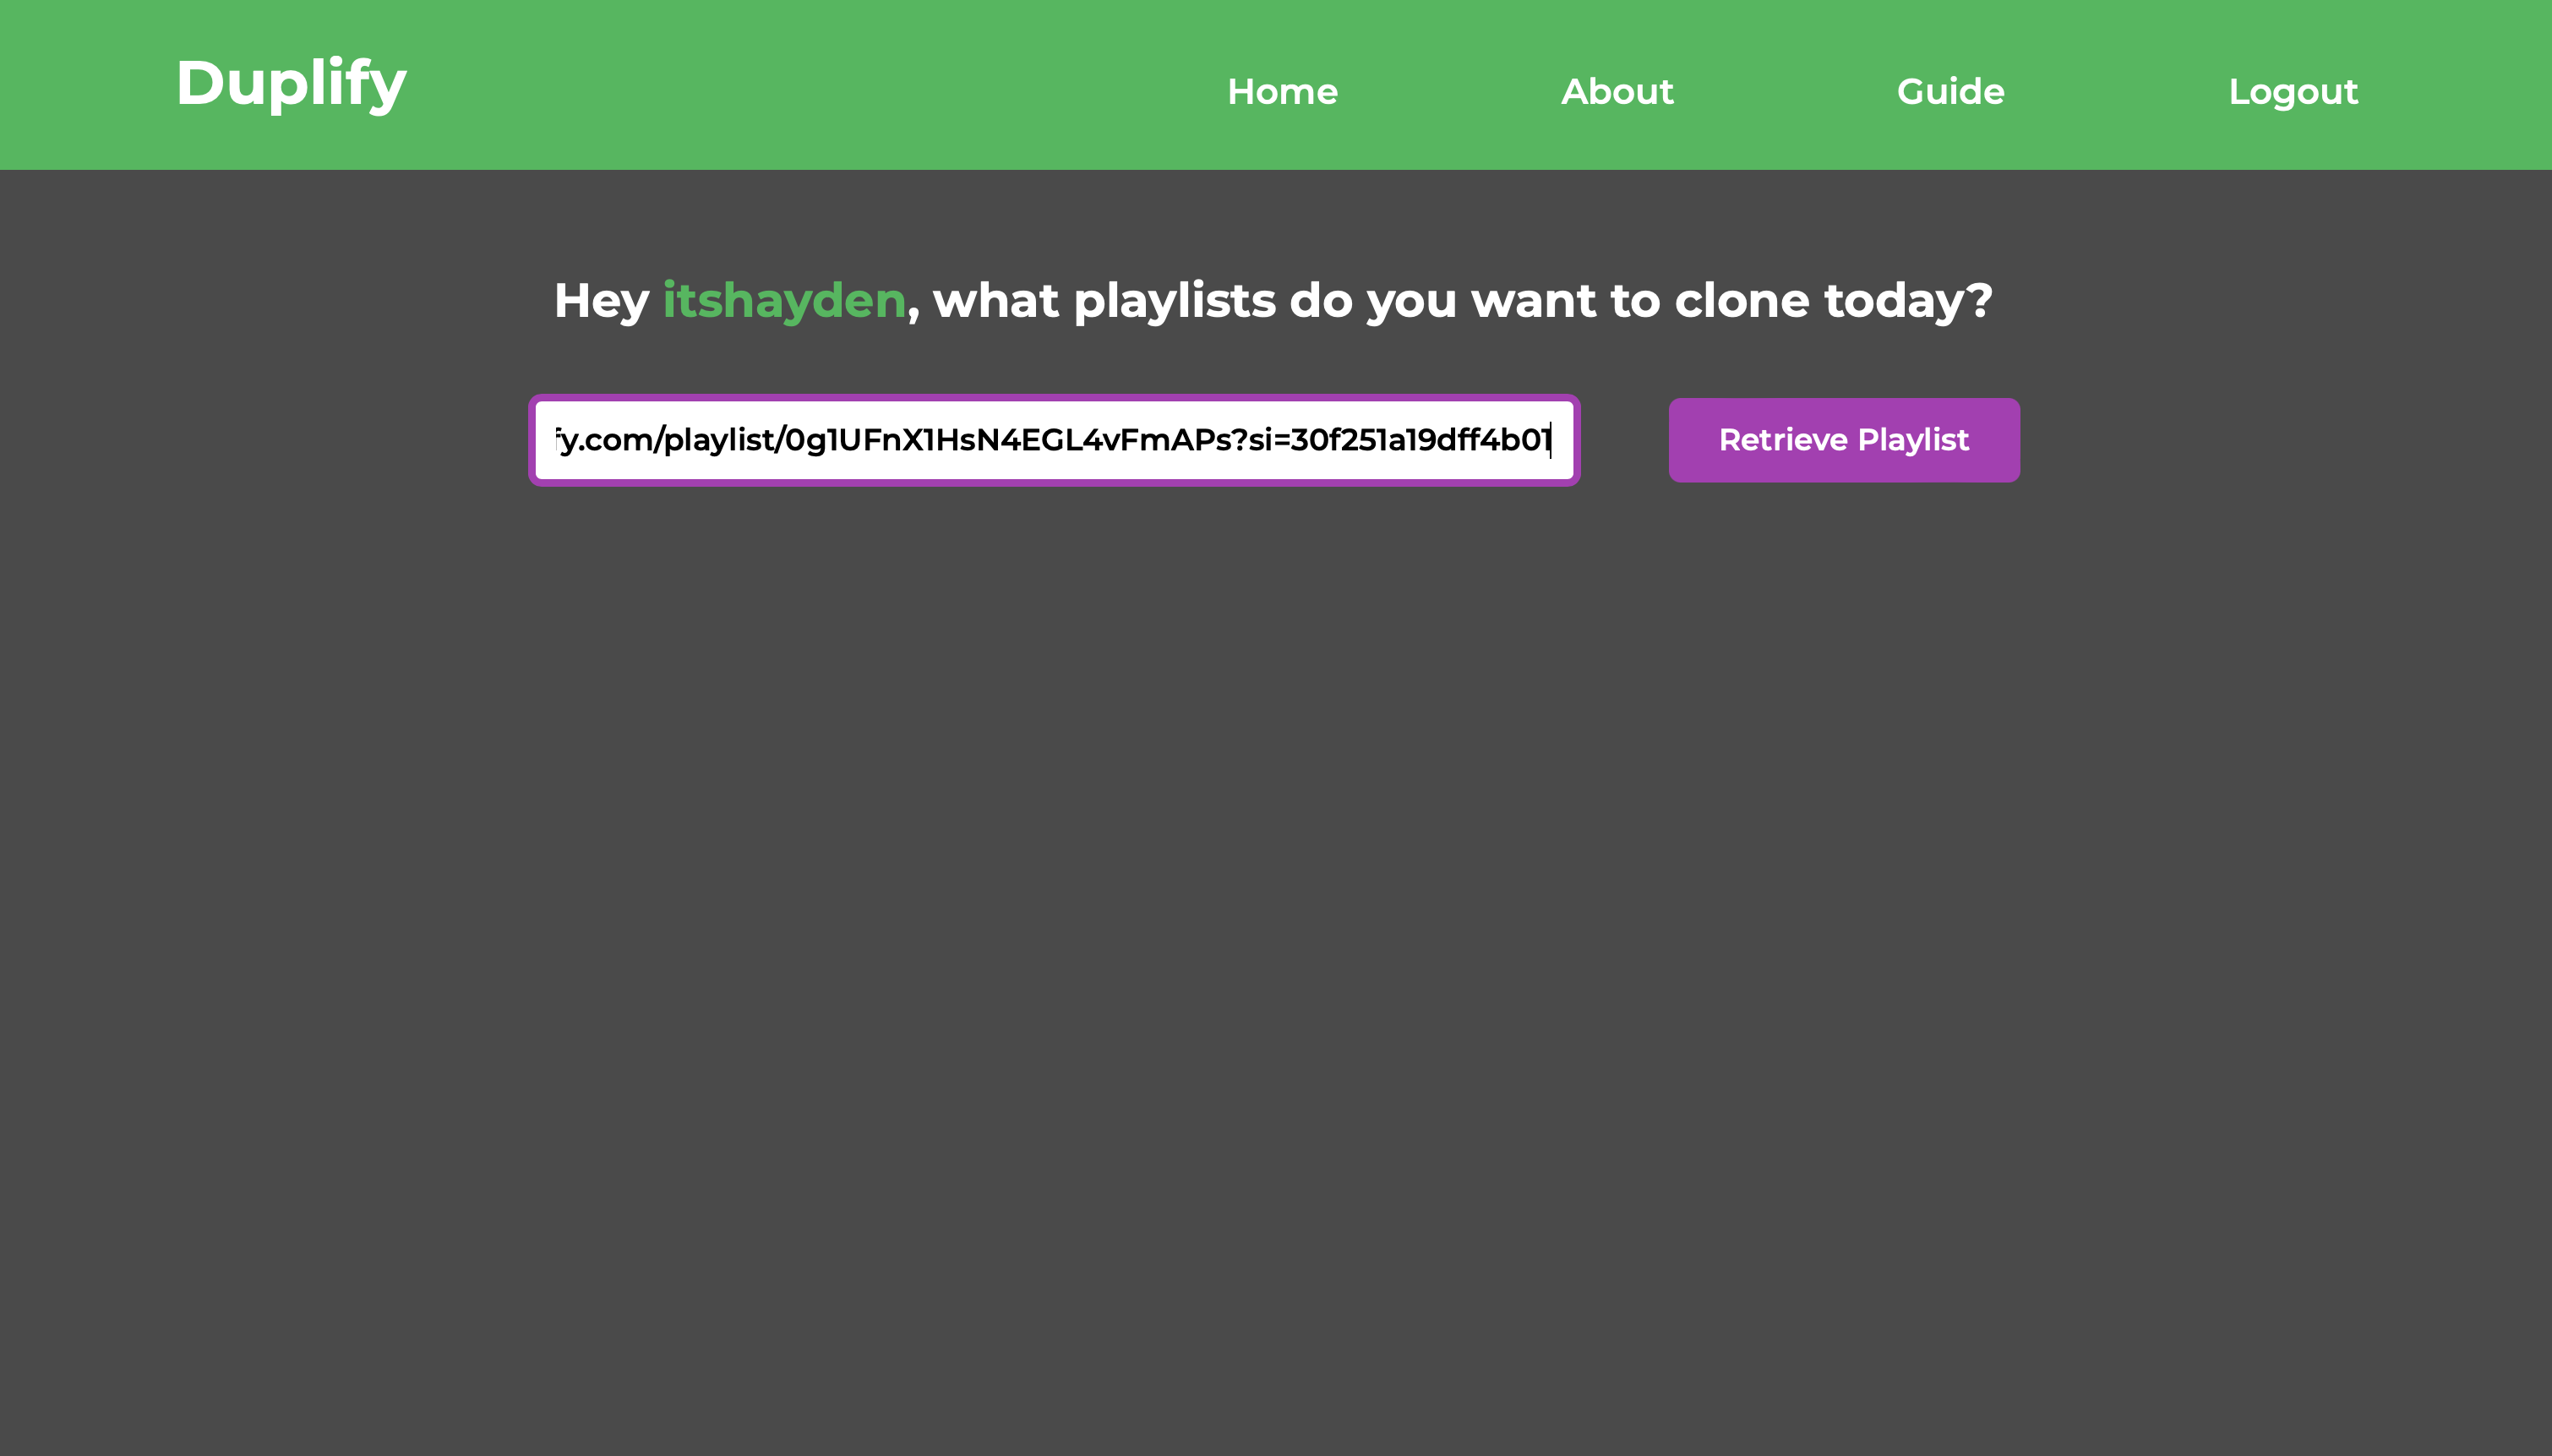 Duplify
Home
About
Guide
Logout
Hey itshayden, what playlists do you want to clone today?
fy.com/playlist/0g1UFnX1HsN4EGL4vFmAPs?si=30f251a19dff4b01
Retrieve Playlist